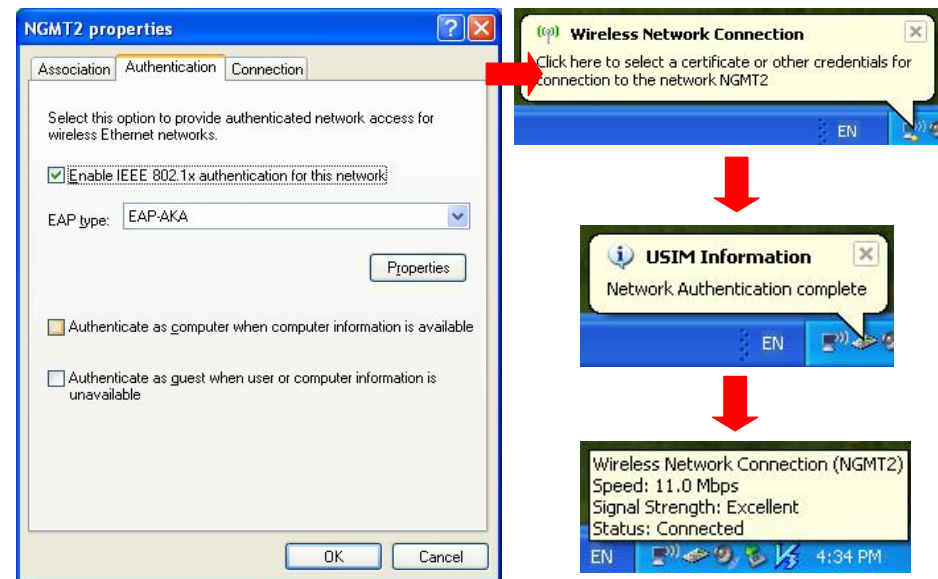 NGMT2 properties
Association Authentication Connection
Select this option to provide authenticated network access for
wireless Ethernet networks.
Enable IEEE 802.1x authentication for this network
EAP type: EAP-AKA
Properties
Authenticate as computer when computer information is available
Authenticate as guest when user or computer information is
unavailable
OK Cancel
Wireless Network Connection
Click here to select a certificate or other credentials for
connection to the network NGMT2
EN
USIM Information
Network Authentication complete
EN
Wireless Network Connection (NGMT2)
Speed: 11.0 Mbps
Signal Strength: Excellent
Status: Connected
EN 4:34 PM